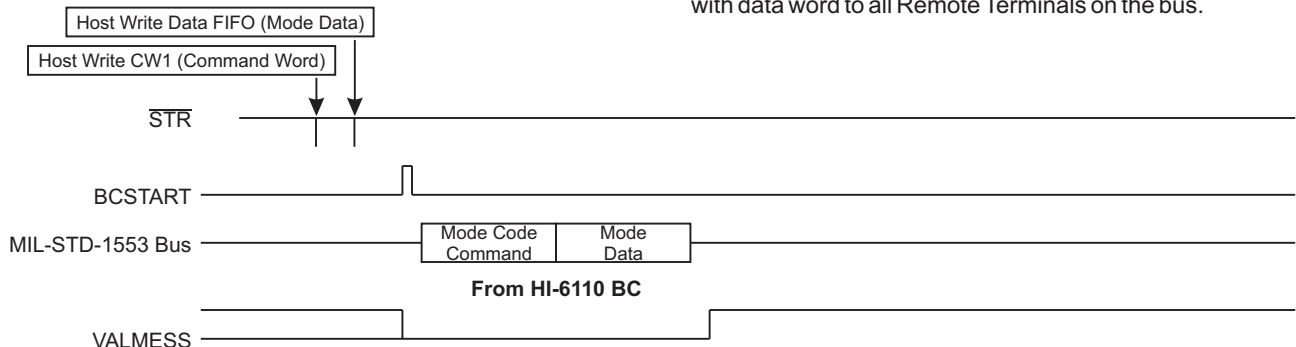 with data word to all Remote Terminals on the bus.
Host Write Data FIFO (Mode Data)
Host Write CW1 (Command Word)
STR
BCSTART
MIL-STD-1553 Bus
Mode Code
Command
Mode
Data
From HI-6110 BC
VALMESS